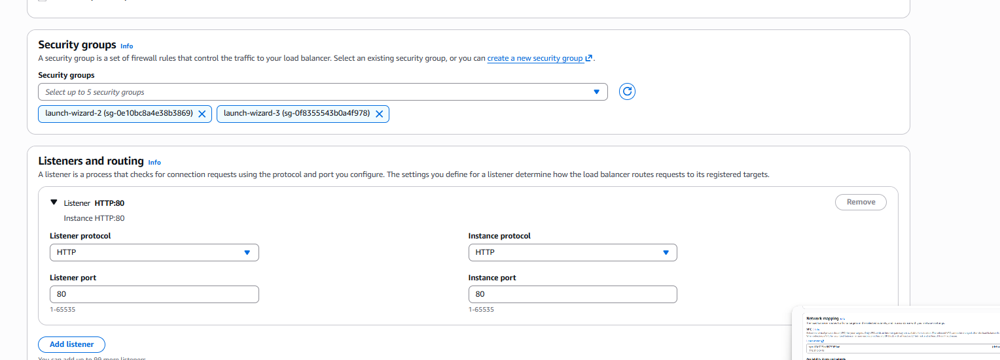 Security groups Info
A security group is a set of firewall rules that control the traffic to your load balancer. Select an existing security group, or you can create a new security group.
Security groups
Select up to 5 security groups
launch-wizard-2 (sg-0e10bc8a4e38b3869) launch-wizard-3 (sg-0f8355543b0a4f978)
Listeners and routing Info
A listener is a process that checks for connection requests using the protocol and port you configure. The settings you define for a listener determine how the load balancer routes requests to its registered targets.
Listener HTTP:80 Remove
Instance HTTP:80
Listener protocol Instance protocol
HTTP HTTP
Listener port Instance port
80 80
1-65535 1-65535
Add listener
You can add up to 99 more listeners
Network mapping Info
VPC Info
Availability Zones and subnets